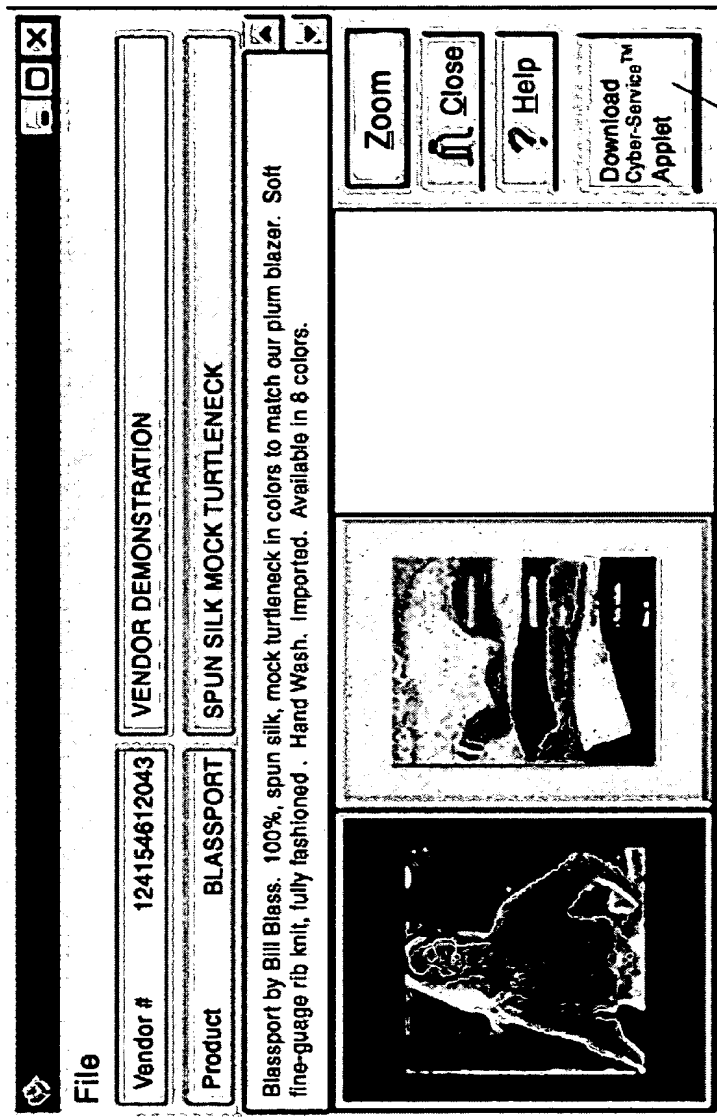 File
Vendor # 124154612043 VENDOR DEMONSTRATION
Product BLASSPORT SPUN SILK MOCK TURTLENECK
Blassport by Bill Blass. 100%, spun silk, mock turtleneck in colors to match our plum blazer. Soft
fine-guage rib knit, fully fashioned . Hand Wash. Imported. Available in 8 colors.
Zoom
Close
? Help
Download
Cyber-Service™
Applet